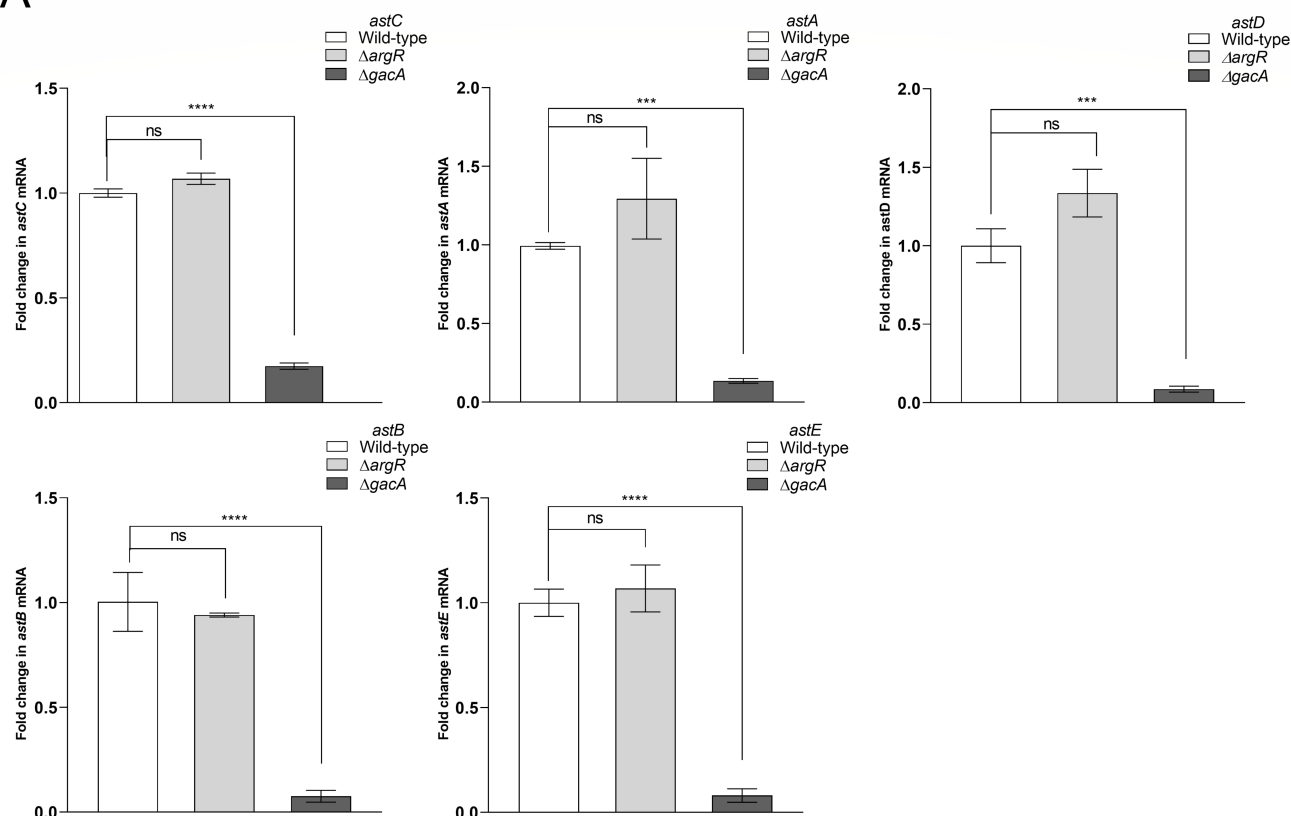 A
astC
Wild-type
ΔargR
ΔgacA
1.5
1.0
0.5
0.0
Fold change in astC mRNA
ns
****
astA
Wild-type
ΔargR
ΔgacA
2.0
1.5
1.0
0.5
0.0
Fold change in astA mRNA
ns
***
astD
Wild-type
ΔargR
ΔgacA
2.0
1.5
1.0
0.5
0.0
Fold change in astD mRNA
ns
***
astB
Wild-type
ΔargR
ΔgacA
1.5
1.0
0.5
0.0
Fold change in astB mRNA
ns
****
astE
Wild-type
ΔargR
ΔgacA
1.5
1.0
0.5
0.0
Fold change in astE mRNA
ns
****